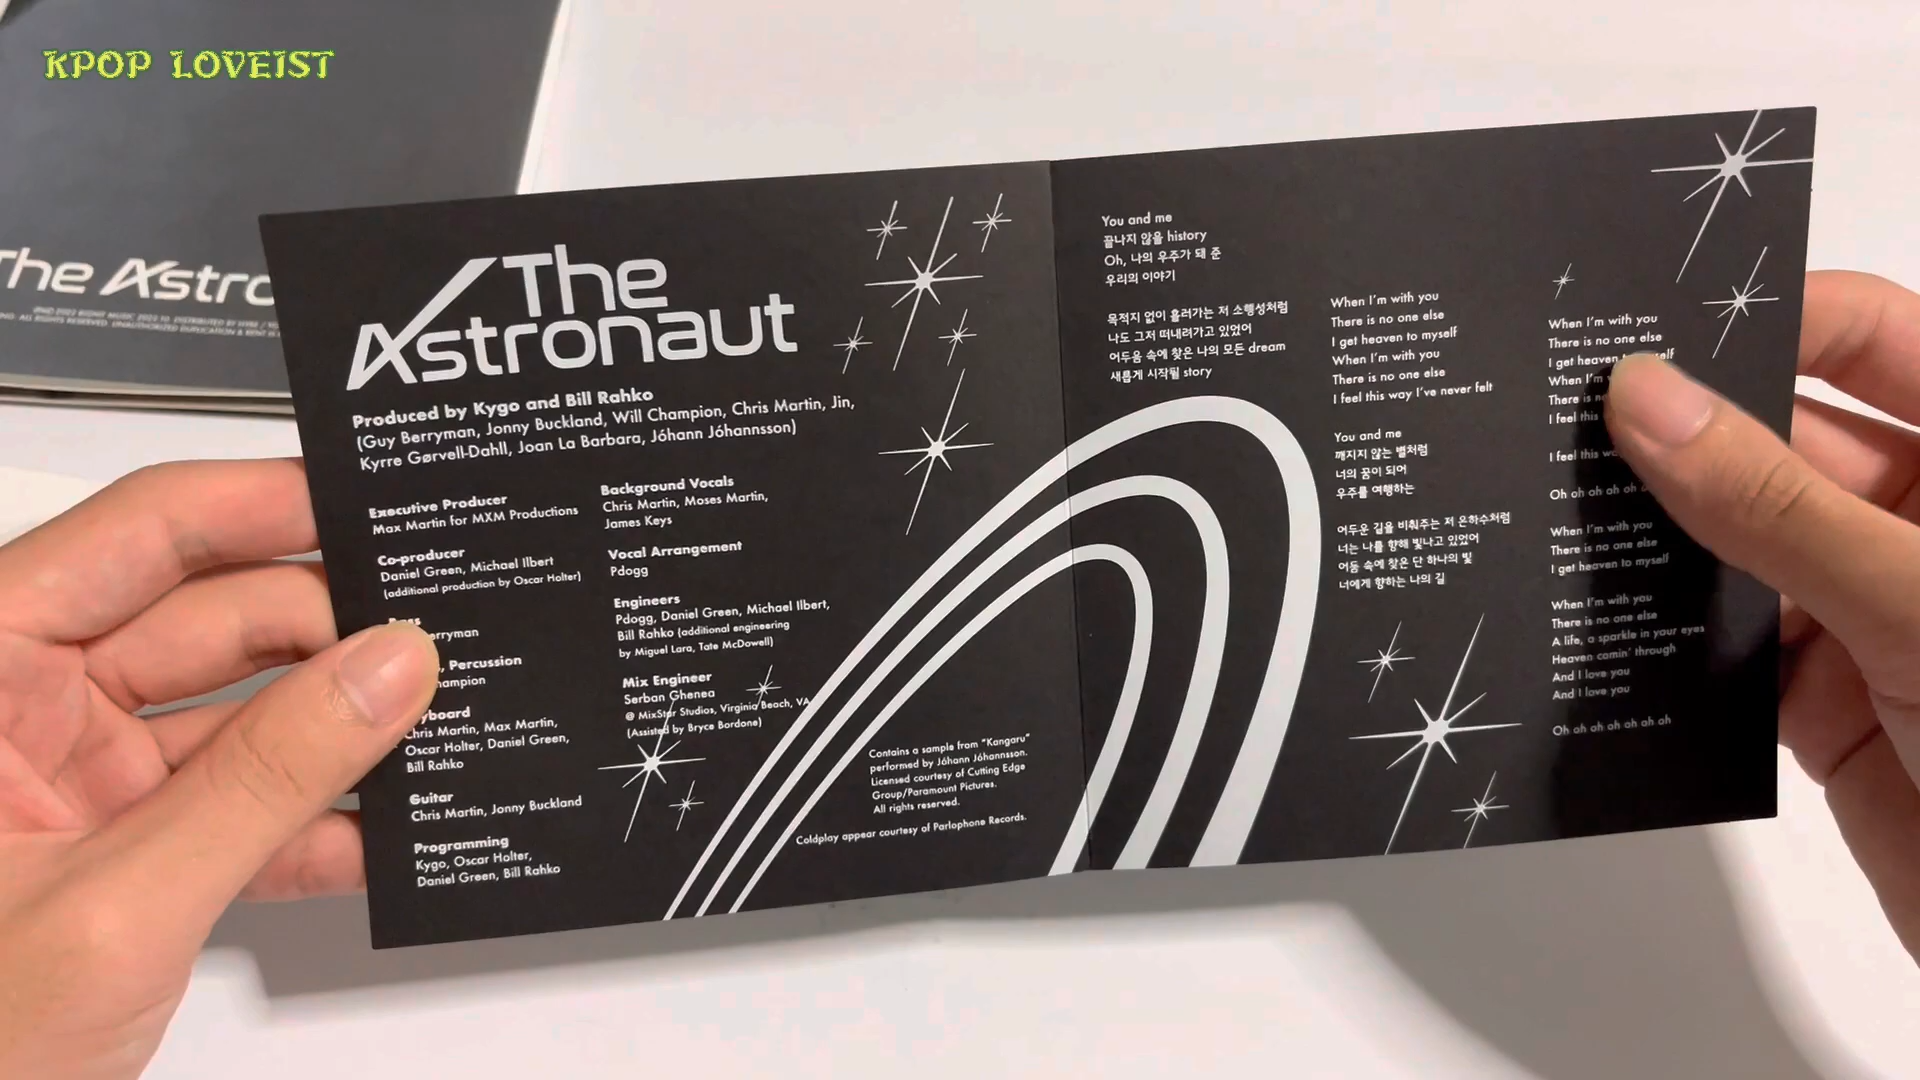 KPOP LOVEIST
The Astro
The
Astronaut
Produced by Kygo and Bill Rahko
(Guy Berryman, Jonny Buckland, Will Champion, Chris Martin, Jin,
Kyrre Gørvell-Dahll, Joan La Barbara, Jóhann Jóhannsson)
Executive Producer
Max Martin for MXM Productions
Co-producer
Daniel Green, Michael Ilbert
(additional production by Oscar Holter)
, Percussion
Chris Martin, Max Martin,
Oscar Holter, Daniel Green,
Bill Rahko
Guitar
Chris Martin, Jonny Buckland
Programming
Kygo, Oscar Holter,
Daniel Green, Bill Rahko
Background Vocals
Chris Martin, Moses Martin,
James Keys
Vocal Arrangement
Pdogg
Engineers
Pdogg, Daniel Green, Michael Ilbert,
Bill Rahko (additional engineering
by Miguel Lara, Tate McDowell)
Mix Engineer
Serban Ghenea
@ MixStar Studios, Virginia Beach, VA
(Assisted by Bryce Bordone)
Contains a sample from "Kangaru"
performed by Jóhann Jóhannsson.
Licensed courtesy of Cutting Edge
Group/Paramount Pictures.
All rights reserved.
Coldplay appear courtesy of Parlophone Records.
You and me
끝나지 않을 history
Oh, 나의 우주가 돼 준
우리의 이야기
목적지 없이 흘러가는 저 소행성처럼
나도 그저 떠내려가고 있었어
어두움 속에 찾은 나의 모든 dream
새롭게 시작될 story
When I'm with you
There is no one else
I get heaven to myself
When I'm with you
There is no one else
I feel this way I've never felt
You and me
깨지지 않는 별처럼
너의 꿈이 되어
우주를 여행하는
어두운 길을 비춰주는 저 은하수처럼
너는 나를 향해 빛나고 있었어
어둠 속에 찾은 단 하나의 빛
너에게 향하는 나의 길
When I'm with you
There is no one else
I get heaven
When I'm
There is
I feel this
I feel this
Oh oh ah ah oh
When I'm with you
There is no one else
I get heaven to myself
When I'm with you
There is no one else
A life, a sparkle in your eyes
Heaven comin' through
And I love you
And I love you
Oh ah ah oh ah ah